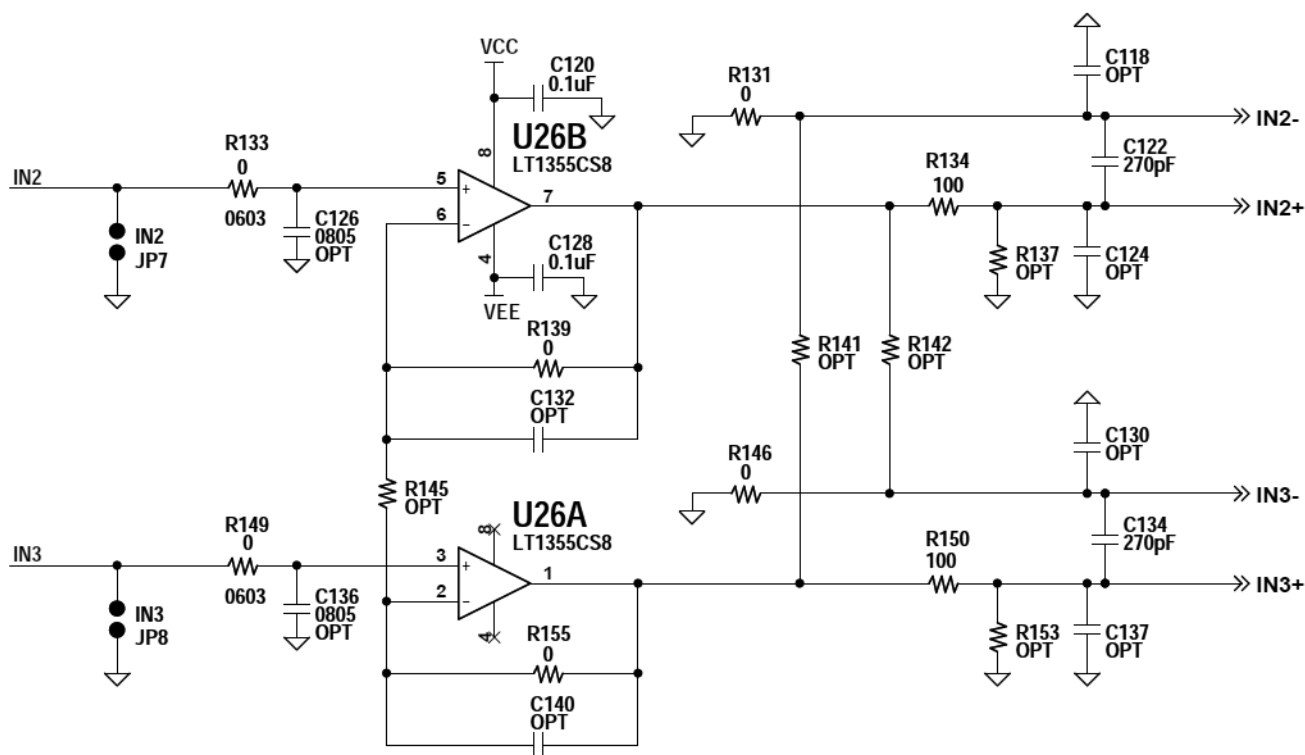 VCC
C120
0.1uF
R131
0
C118
OPT
IN2-
U26B
LT1355CS8
8
R133
0
0603
R134
100
C122
270pF
IN2
5
+
7
6
−
IN2+
IN2
JP7
C126
0805
OPT
4
C128
0.1uF
VEE
R137
OPT
C124
OPT
R139
0
R141
OPT
R142
OPT
C132
OPT
C130
OPT
R146
0
R145
OPT
IN3-
U26A
LT1355CS8
8
R149
0
0603
R150
100
C134
270pF
IN3
3
+
1
2
−
IN3+
IN3
JP8
C136
0805
OPT
4
R155
0
R153
OPT
C137
OPT
C140
OPT